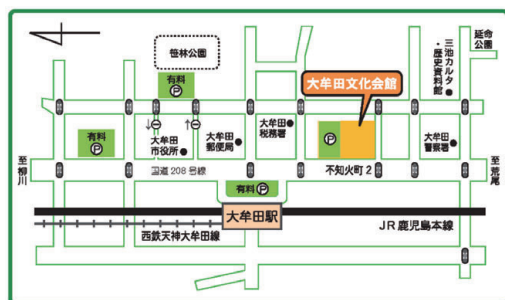 笹林公園
延命
公園
三池カルタ
・歴史資料館
有料
P
大牟田文化会館
大牟田
税務署
大牟田
郵便局
大牟田
市役所
有料
P
P
大牟田
警察署
至柳川
国道208号線
有料P
不知火町2
至荒尾
大牟田駅
西鉄天神大牟田線
JR鹿児島本線